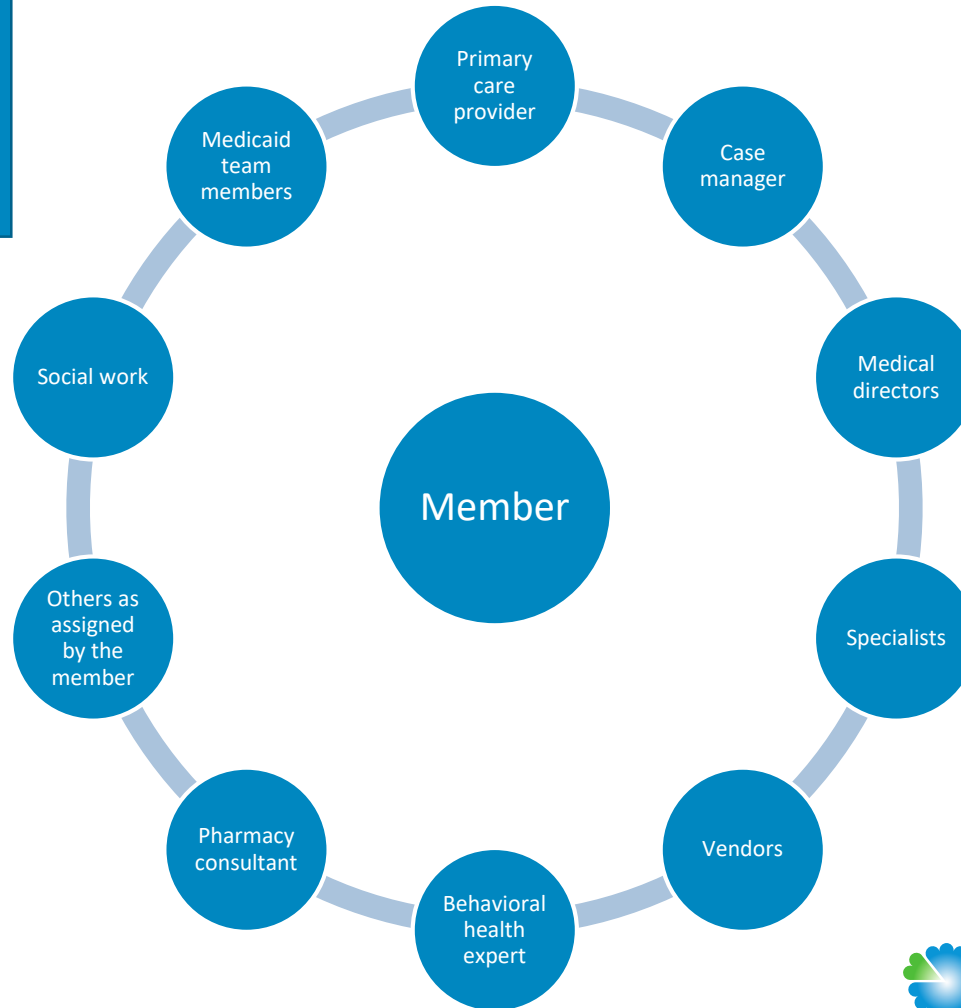 Primary
care
provider
Case
manager
Medical
directors
Specialists
Vendors
Behavioral
health
expert
Pharmacy
consultant
Others as
assigned
by the
member
Social work
Medicaid
team
members
Member